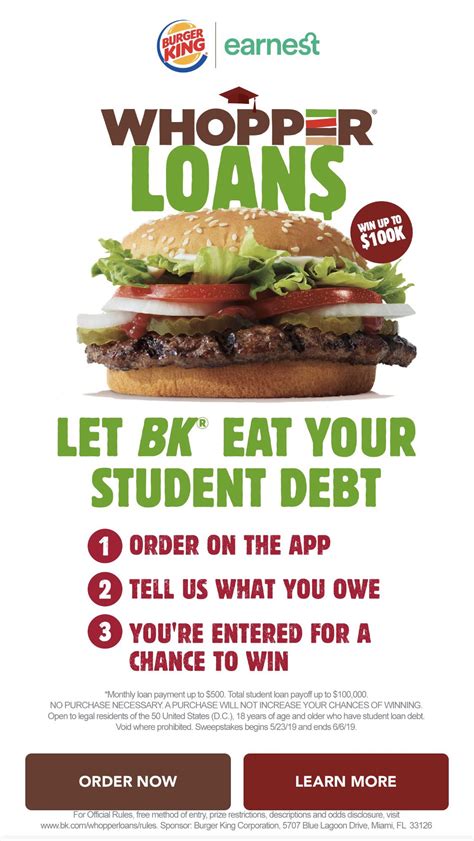 BURGER
KING
earnest
WHOPPER®
LOAN$
WIN UP TO
$100K
LET BK® EAT YOUR
STUDENT DEBT
1 ORDER ON THE APP
2 TELL US WHAT YOU OWE
3 YOU'RE ENTERED FOR A
CHANCE TO WIN
*Monthly loan payment up to $500. Total student loan payoff up to $100,000.
NO PURCHASE NECESSARY. A PURCHASE WILL NOT INCREASE YOUR CHANCES OF WINNING.
Open to legal residents of the 50 United States (D.C.), 18 years of age and older who have student loan debt.
Void where prohibited. Sweepstakes begins 5/23/19 and ends 6/6/19.
ORDER NOW
LEARN MORE
For Official Rules, free method of entry, prize restrictions, descriptions and odds disclosure, visit
www.bk.com/whopperloans/rules. Sponsor: Burger King Corporation, 5707 Blue Lagoon Drive, Miami, FL 33126